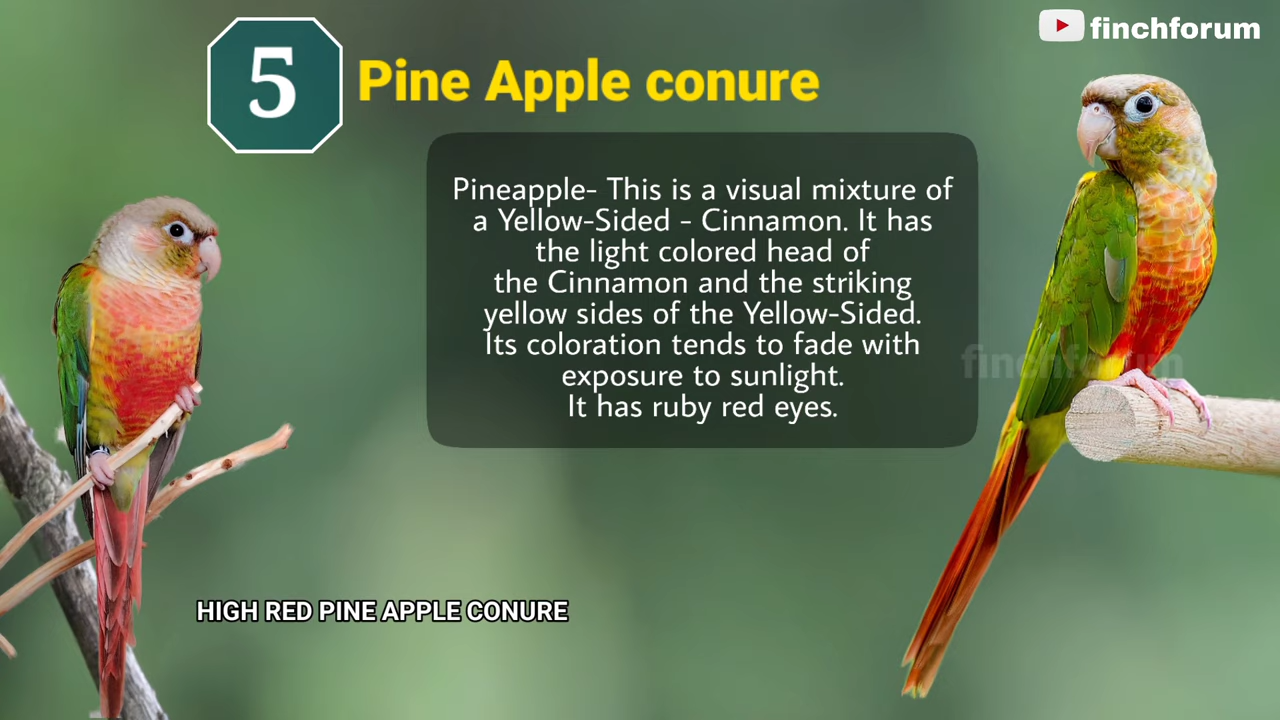 finchforum
5
Pine Apple conure
Pineapple- This is a visual mixture of
a Yellow-Sided - Cinnamon. It has
the light colored head of
the Cinnamon and the striking
yellow sides of the Yellow-Sided.
Its coloration tends to fade with
exposure to sunlight.
It has ruby red eyes.
finchforum
HIGH RED PINE APPLE CONURE